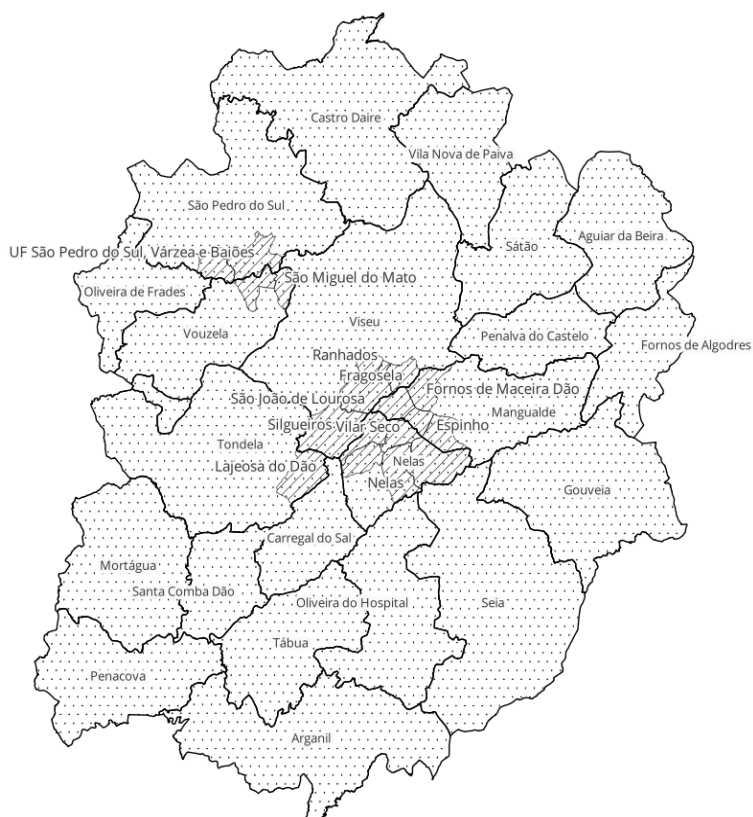 Castro Daire
Vila Nova de Paiva
São Pedro do Sul
Aguiar da Beira
Sátão
UF São Pedro do Sul, Várzea e Baiões
São Miguel do Mato
Oliveira de Frades
Viseu
Vouzela
Penalva do Castelo
Fornos de Algodres
Ranhados
Fragosela
Fornos de Maceira Dão
São João de Lourosa
Mangualde
Silgueiros
Vilar Seco
Espinho
Tondela
Lajeosa do Dão
Nelas
Nelas
Gouveia
Carregal do Sal
Mortágua
Santa Comba Dão
Oliveira do Hospital
Seia
Tábua
Penacova
Arganil